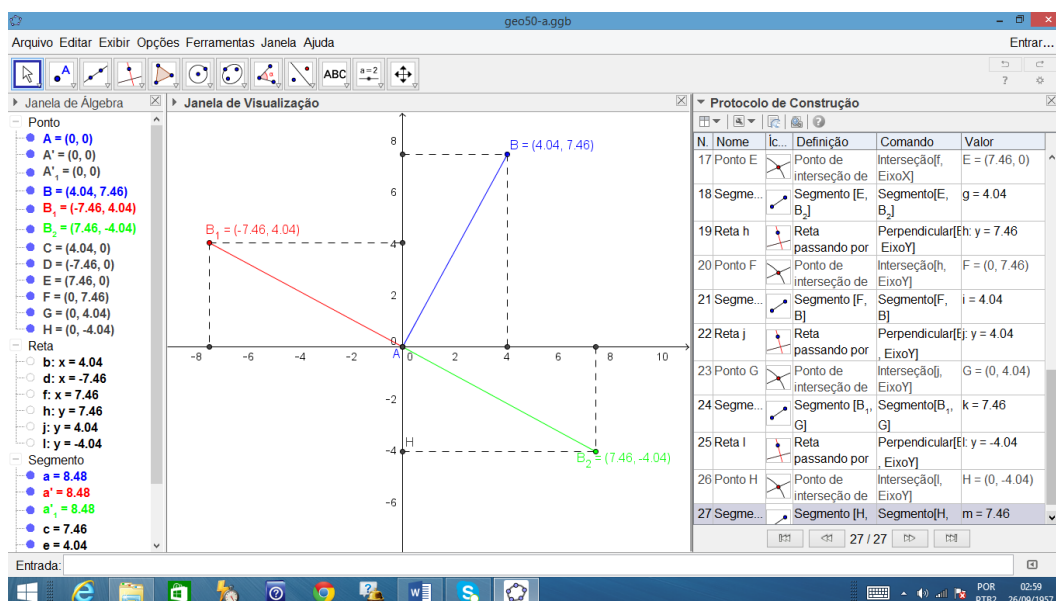 geo50-a.ggb
Arquivo Editar Exibir Opções Ferramentas Janela Ajuda
Entrar...
ABC
a=2
Janela de Álgebra
Ponto
A = (0, 0)
A' = (0, 0)
A'₁ = (0, 0)
B = (4.04, 7.46)
B₁ = (-7.46, 4.04)
B₂ = (7.46, -4.04)
C = (4.04, 0)
D = (-7.46, 0)
E = (7.46, 0)
F = (0, 7.46)
G = (0, 4.04)
H = (0, -4.04)
Reta
b: x = 4.04
d: x = -7.46
f: x = 7.46
h: y = 7.46
j: y = 4.04
l: y = -4.04
Segmento
a = 8.48
a' = 8.48
a'₁ = 8.48
c = 7.46
e = 4.04
Janela de Visualização
8
B = (4.04, 7.46)
6
B₁ = (-7.46, 4.04)
4
2
0
-8 -6 -4 -2 A 0 2 4 6 8 10
-2
H
-4
B₂ = (7.46, -4.04)
-6
Protocolo de Construção
N. Nome Íc... Definição Comando Valor
17 Ponto E Ponto de interseção de Interseção[f, EixoX] E = (7.46, 0)
18 Segme... Segmento [E, B₂] Segmento[E, B₂] g = 4.04
19 Reta h Reta passando por Perpendicular[B EixoY] h: y = 7.46
20 Ponto F Ponto de interseção de Interseção[h, EixoY] F = (0, 7.46)
21 Segme... Segmento [F, B] Segmento[F, B] i = 4.04
22 Reta j Reta passando por Perpendicular[B , EixoY] j: y = 4.04
23 Ponto G Ponto de interseção de Interseção[j, EixoY] G = (0, 4.04)
24 Segme... Segmento [B₁, G] Segmento[B₁, G] k = 7.46
25 Reta l Reta passando por Perpendicular[B , EixoY] l: y = -4.04
26 Ponto H Ponto de interseção de Interseção[l, EixoY] H = (0, -4.04)
27 Segme... Segmento [H, Segmento[H, m = 7.46
27 / 27
Entrada:
POR 02:59
PTB2 26/09/1957